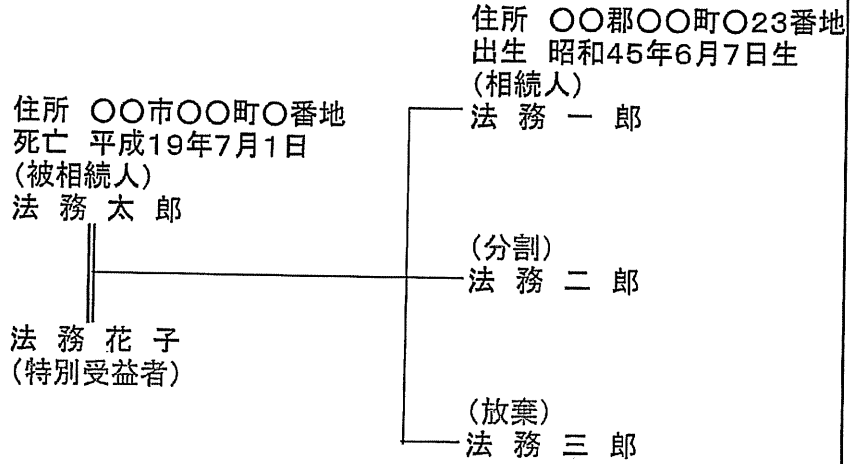 住所 〇〇郡〇〇町〇23番地
出生 昭和45年6月7日生
(相続人)
法 務 一 郎
住所 〇〇市〇〇町〇番地
死亡 平成19年7月1日
(被相続人)
法 務 太 郎
(分割)
法 務 二 郎
法 務 花 子
(特別受益者)
(放棄)
法 務 三 郎